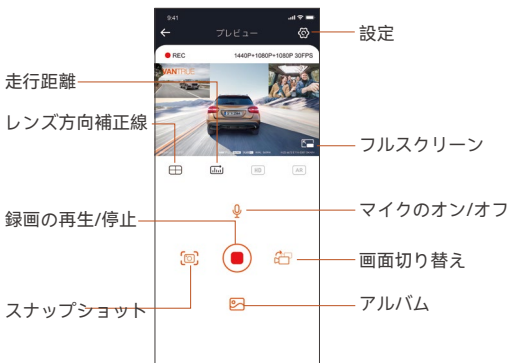 9:41
プレビュー
設定
REC
1440P+1080P+1080P 30FPS
VANTRUE
走行距離
レンズ方向補正線
フルスクリーン
HD
AR
マイクのオン/オフ
録画の再生/停止
画面切り替え
スナップショット
アルバム